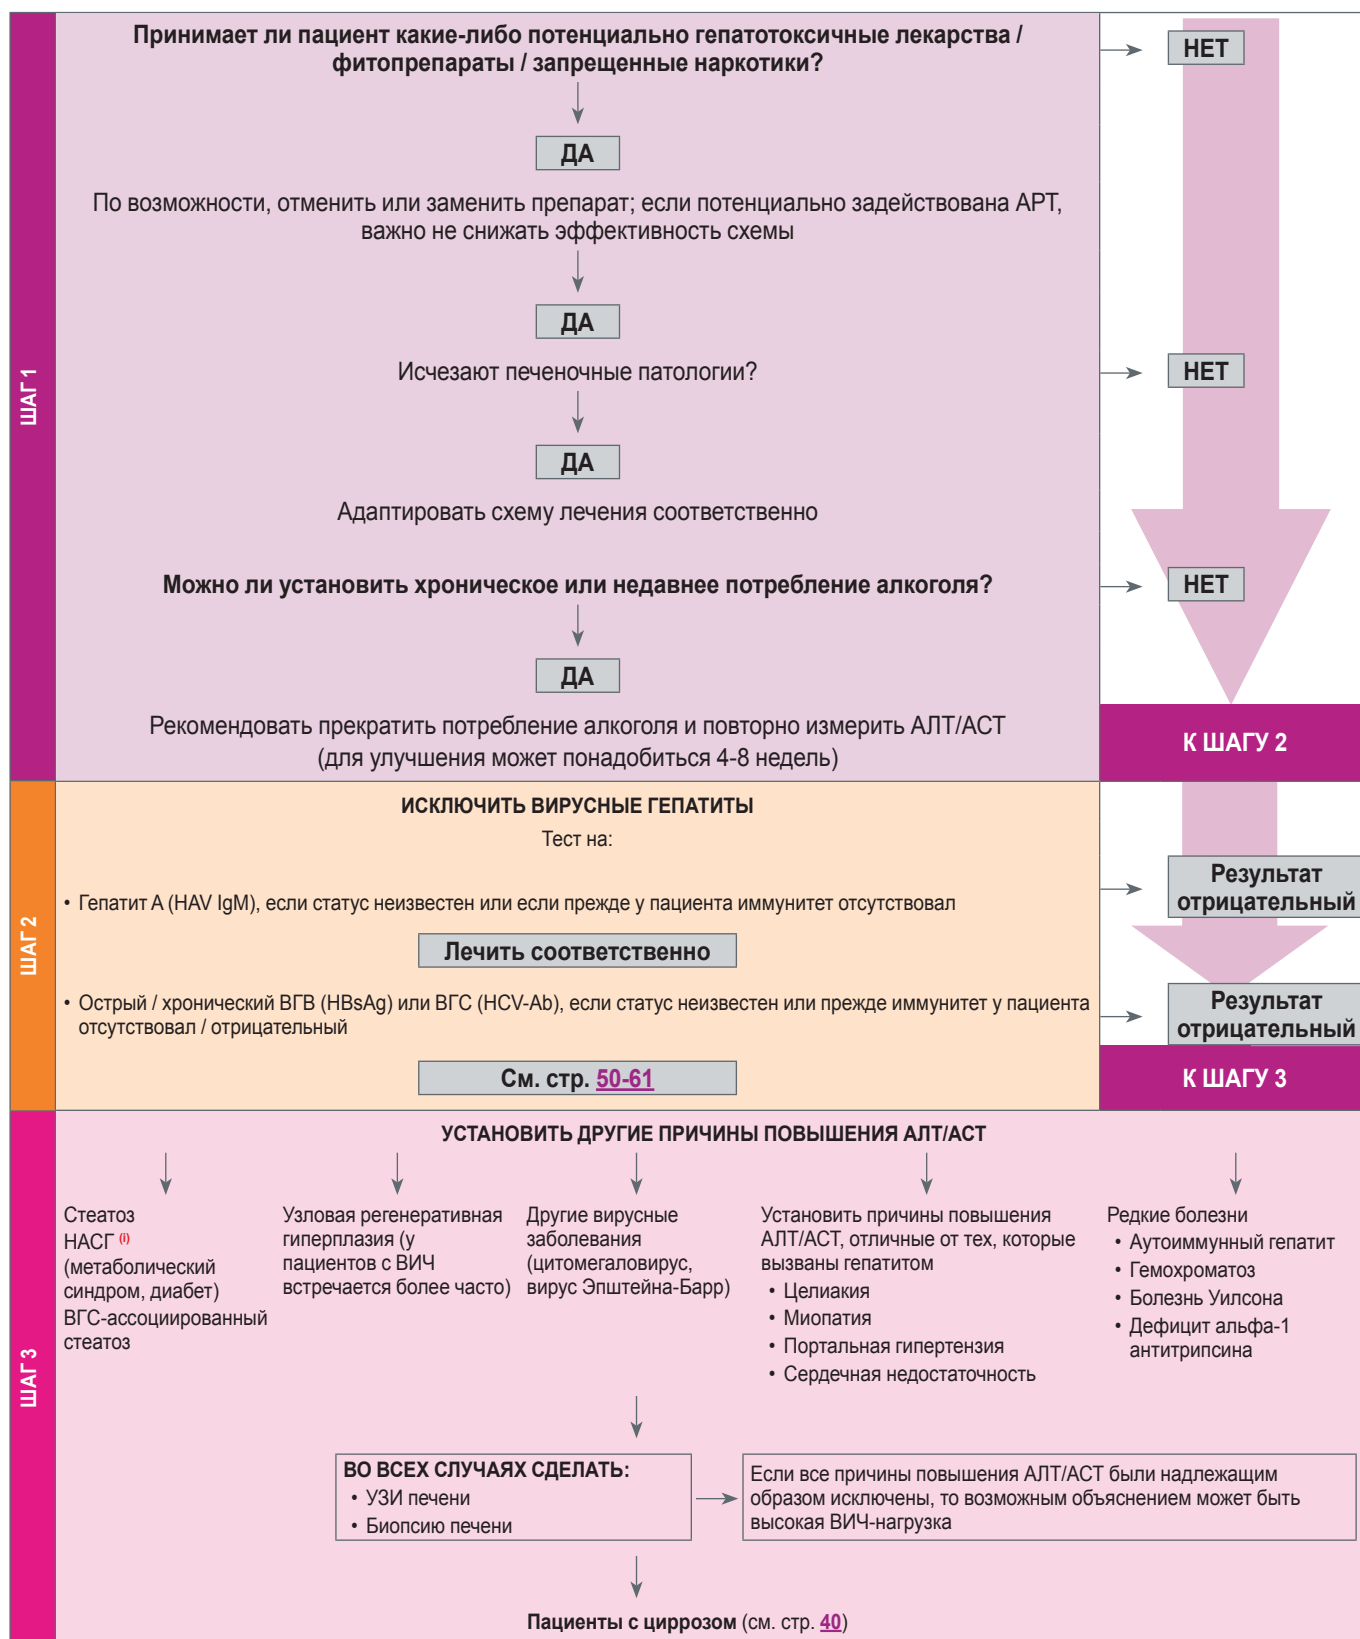 ШАГ 1
Принимает ли пациент какие-либо потенциально гепатотоксичные лекарства /
фитопрепараты / запрещенные наркотики?
НЕТ
ДА
По возможности, отменить или заменить препарат; если потенциально задействована АРТ,
важно не снижать эффективность схемы
ДА
Исчезают печеночные патологии?
НЕТ
ДА
Адаптировать схему лечения соответственно
Можно ли установить хроническое или недавнее потребление алкоголя?
НЕТ
ДА
Рекомендовать прекратить потребление алкоголя и повторно измерить АЛТ/АСТ
(для улучшения может понадобиться 4-8 недель)
К ШАГУ 2
ШАГ 2
ИСКЛЮЧИТЬ ВИРУСНЫЕ ГЕПАТИТЫ
Тест на:
• Гепатит А (HAV IgM), если статус неизвестен или если прежде у пациента иммунитет отсутствовал
Результат
отрицательный
Лечить соответственно
• Острый / хронический ВГВ (HBsAg) или ВГС (HCV-Ab), если статус неизвестен или прежде иммунитет у пациента
отсутствовал / отрицательный
Результат
отрицательный
См. стр. 50-61
К ШАГУ 3
ШАГ 3
УСТАНОВИТЬ ДРУГИЕ ПРИЧИНЫ ПОВЫШЕНИЯ АЛТ/АСТ
Стеатоз
НАСГ (i)
(метаболический
синдром, диабет)
ВГС-ассоциированный
стеатоз
Узловая регенеративная
гиперплазия (у
пациентов с ВИЧ
встречается более часто)
Другие вирусные
заболевания
(цитомегаловирус,
вирус Эпштейна-Барр)
Установить причины повышения
АЛТ/АСТ, отличные от тех, которые
вызваны гепатитом
• Целиакия
• Миопатия
• Портальная гипертензия
• Сердечная недостаточность
Редкие болезни
• Аутоиммунный гепатит
• Гемохроматоз
• Болезнь Уилсона
• Дефицит альфа-1
антитрипсина
ВО ВСЕХ СЛУЧАЯХ СДЕЛАТЬ:
• УЗИ печени
• Биопсию печени
Если все причины повышения АЛТ/АСТ были надлежащим
образом исключены, то возможным объяснением может быть
высокая ВИЧ-нагрузка
Пациенты с циррозом (см. стр. 40)